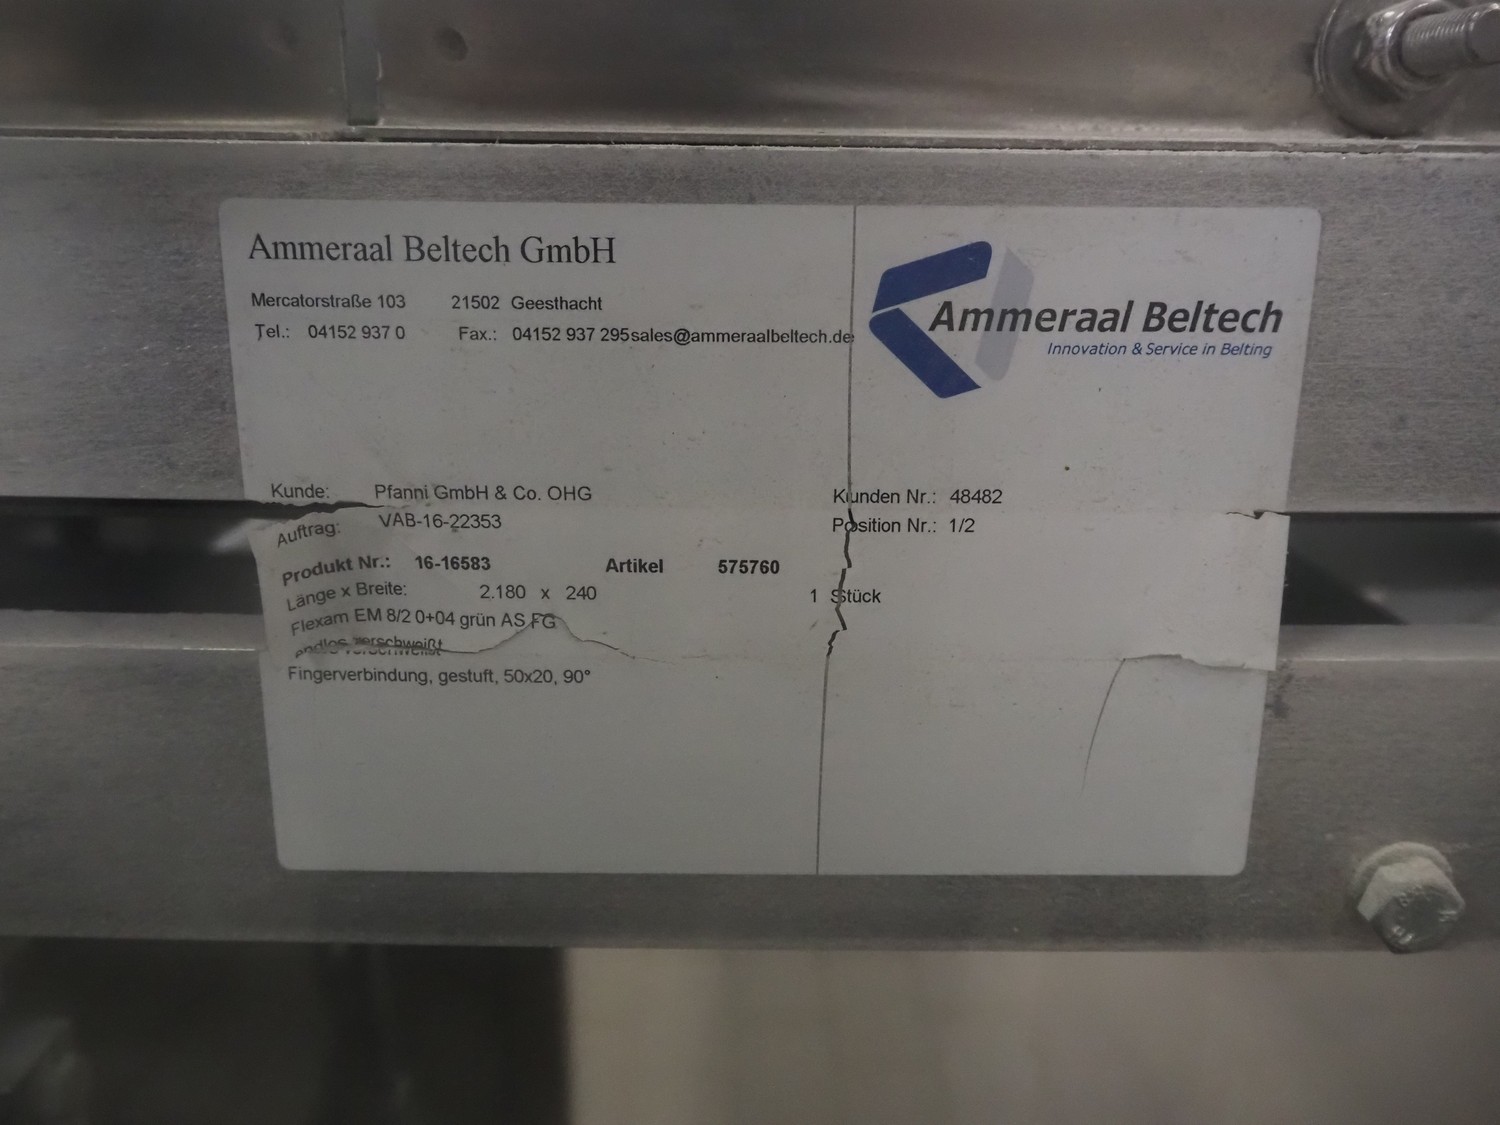 Ammeraal Beltech GmbH
Mercatorstraße 103 21502 Geesthacht
Tel.: 04152 937 0 Fax.: 04152 937 295sales@ammeraalbeltech.de
Ammeraal Beltech
Innovation & Service in Belting
Kunde: Pfanni GmbH & Co. OHG Kunden Nr.: 48482
Auftrag: VAB-16-22353 Position Nr.: 1/2
Produkt Nr.: 16-16583 Artikel 575760
Länge x Breite: 2.180 x 240 1 Stück
Flexam EM 8/2 0+04 grün AS FG
endlos verschweißt
Fingerverbindung, gestuft, 50x20, 90°